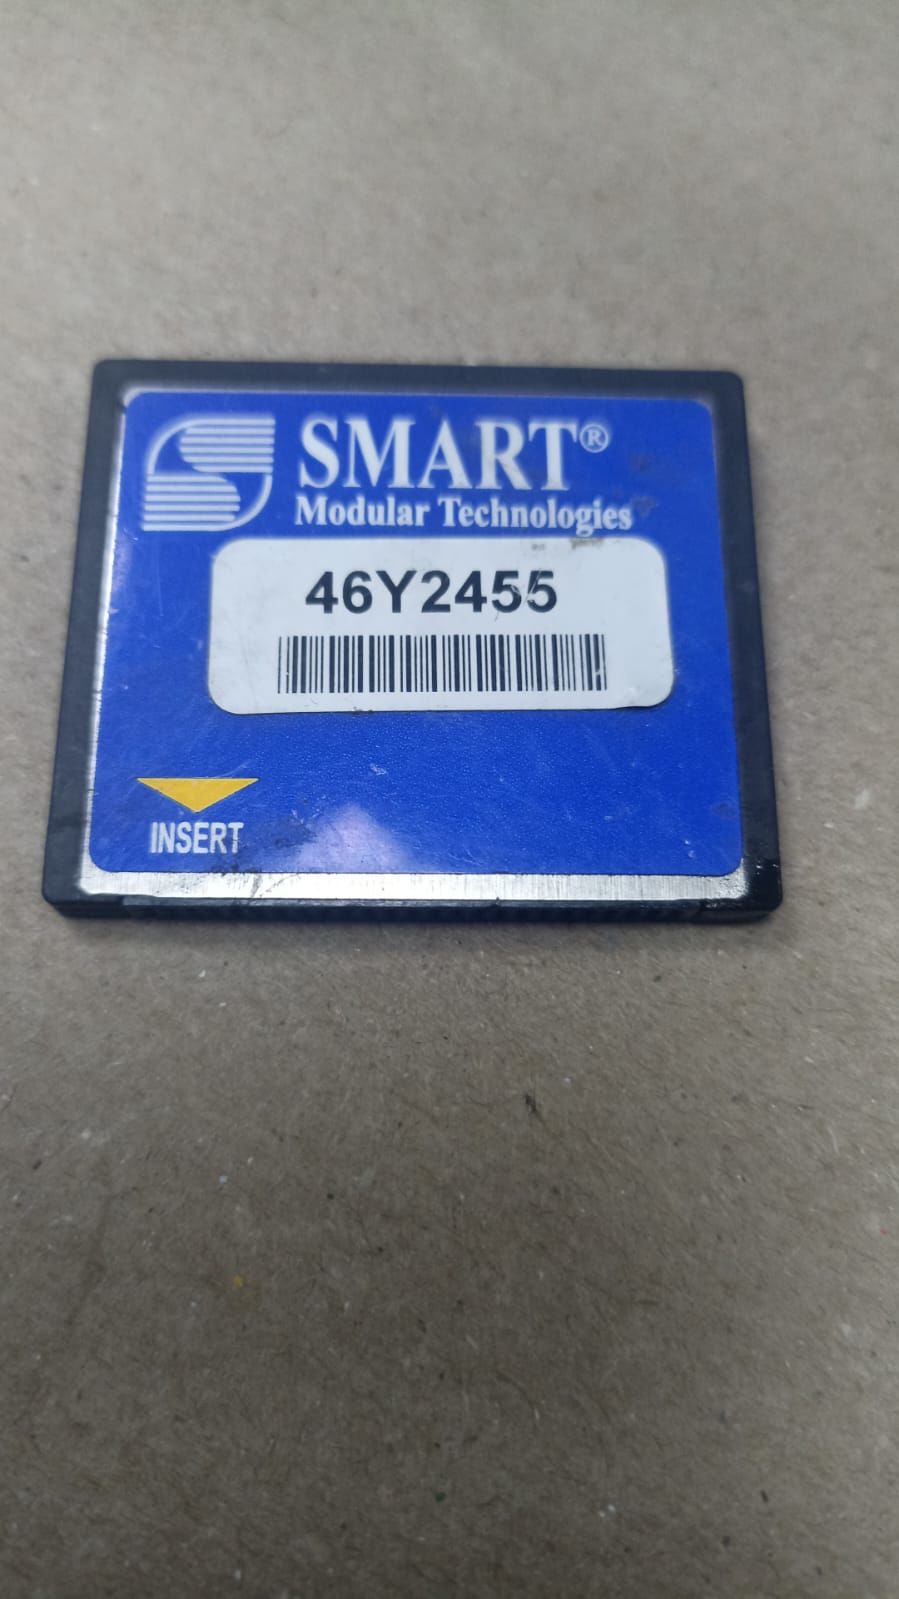 SMART®
Modular Technologies
46Y2455
INSERT